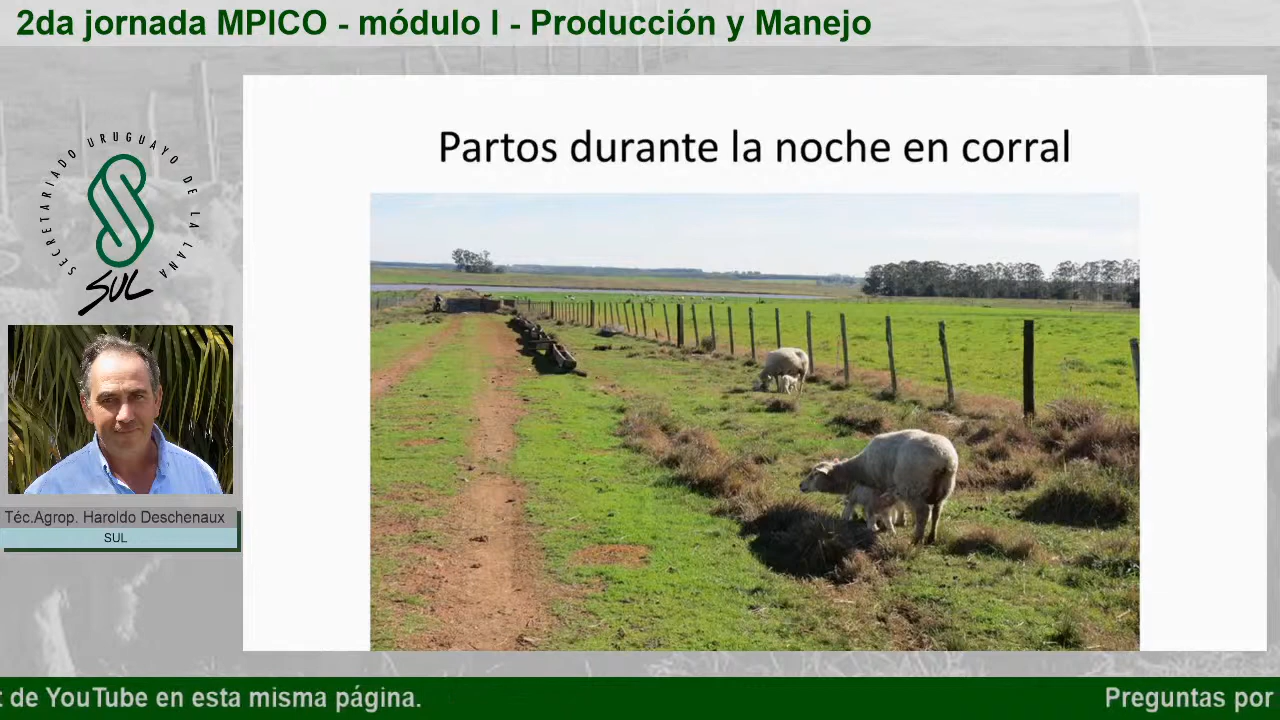 2da jornada MPICO - módulo I - Producción y Manejo
SECRETARIADO URUGUAYO DE LA LANA
SUL
Partos durante la noche en corral
Téc.Agrop. Haroldo Deschenaux
SUL
: de YouTube en esta misma página.
Preguntas por